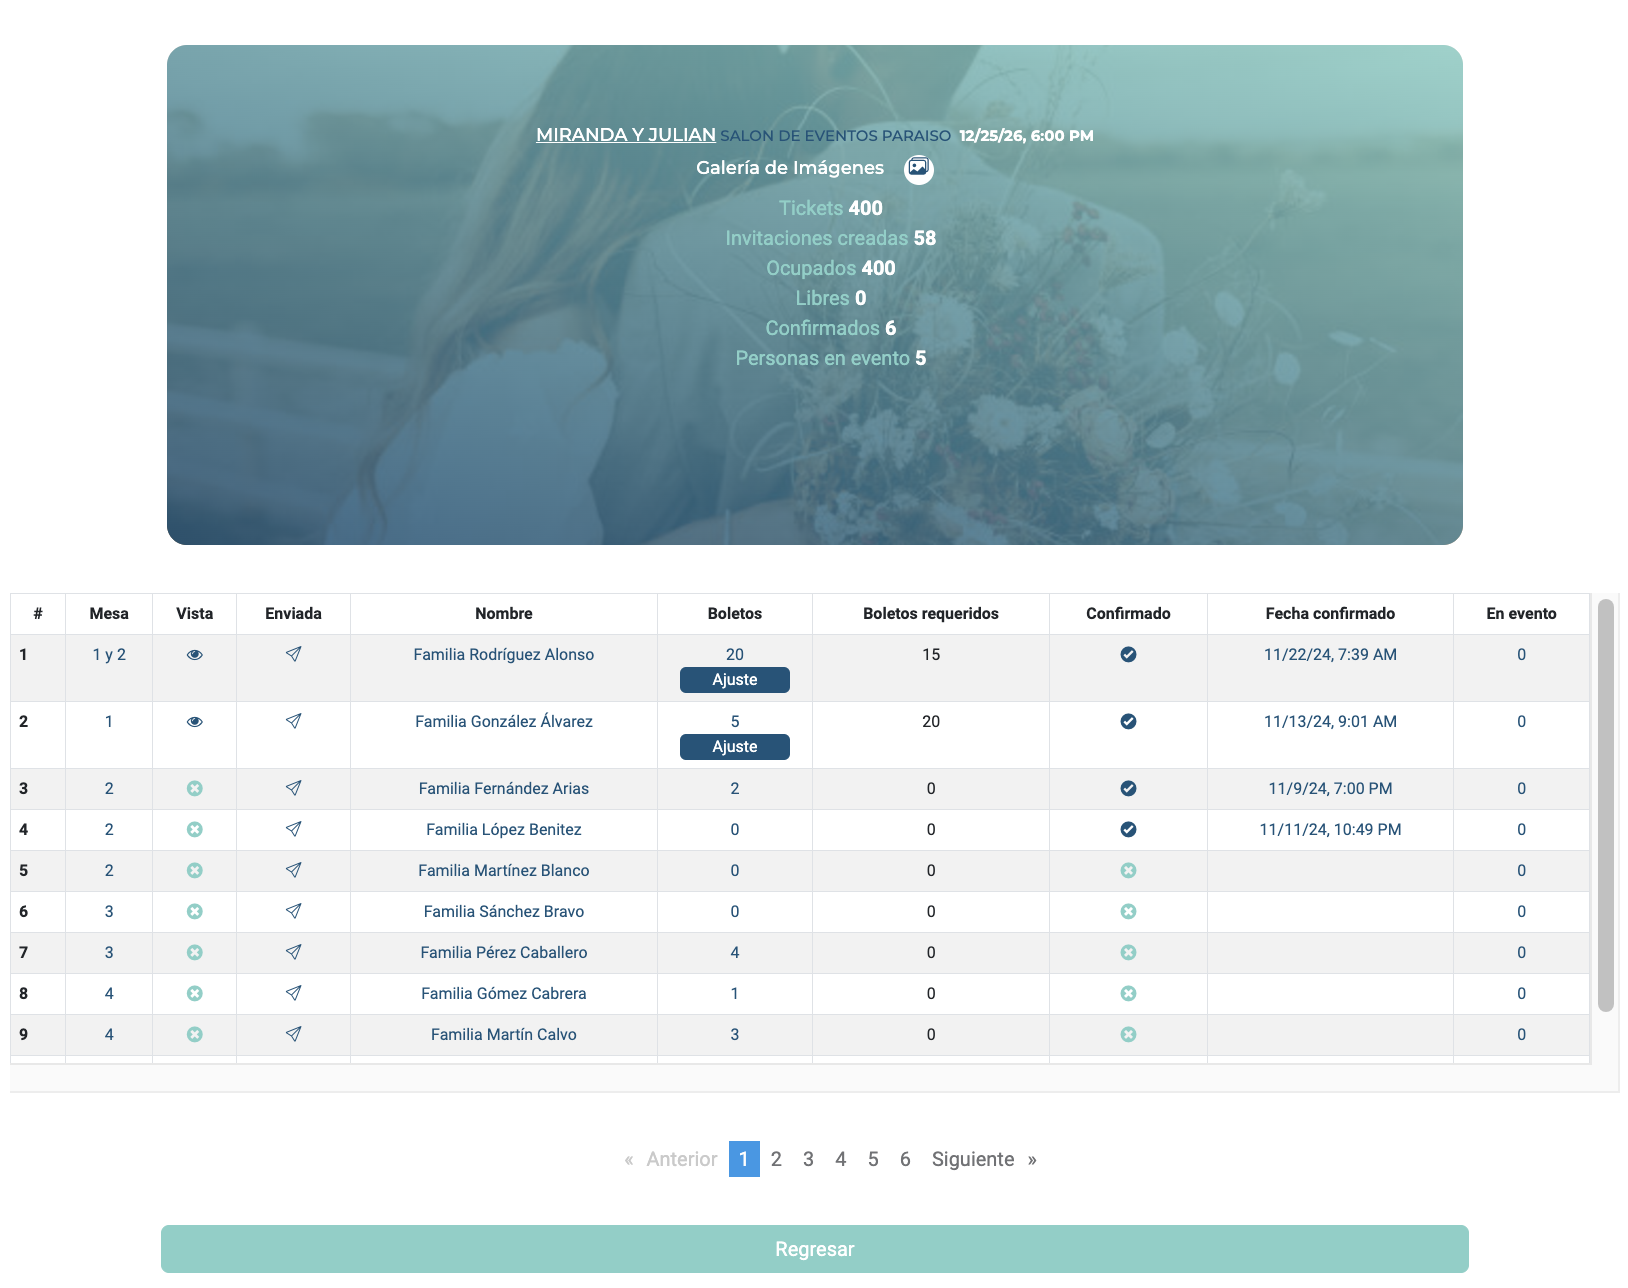 MIRANDA Y JULIAN SALON DE EVENTOS PARAISO 12/25/26, 6:00 PM
Galería de Imágenes
Tickets 400
Invitaciones creadas 58
Ocupados 400
Libres 0
Confirmados 6
Personas en evento 5
# Mesa Vista Enviada Nombre Boletos Boletos requeridos Confirmado Fecha confirmado En evento
1 1 y 2 Familia Rodríguez Alonso 20 15 11/22/24, 7:39 AM 0
Ajuste
2 1 Familia González Álvarez 5 20 11/13/24, 9:01 AM 0
Ajuste
3 2 Familia Fernández Arias 2 0 11/9/24, 7:00 PM 0
4 2 Familia López Benitez 0 0 11/11/24, 10:49 PM 0
5 2 Familia Martínez Blanco 0 0 0
6 3 Familia Sánchez Bravo 0 0 0
7 3 Familia Pérez Caballero 4 0 0
8 4 Familia Gómez Cabrera 1 0 0
9 4 Familia Martín Calvo 3 0 0
« Anterior 1 2 3 4 5 6 Siguiente »
Regresar